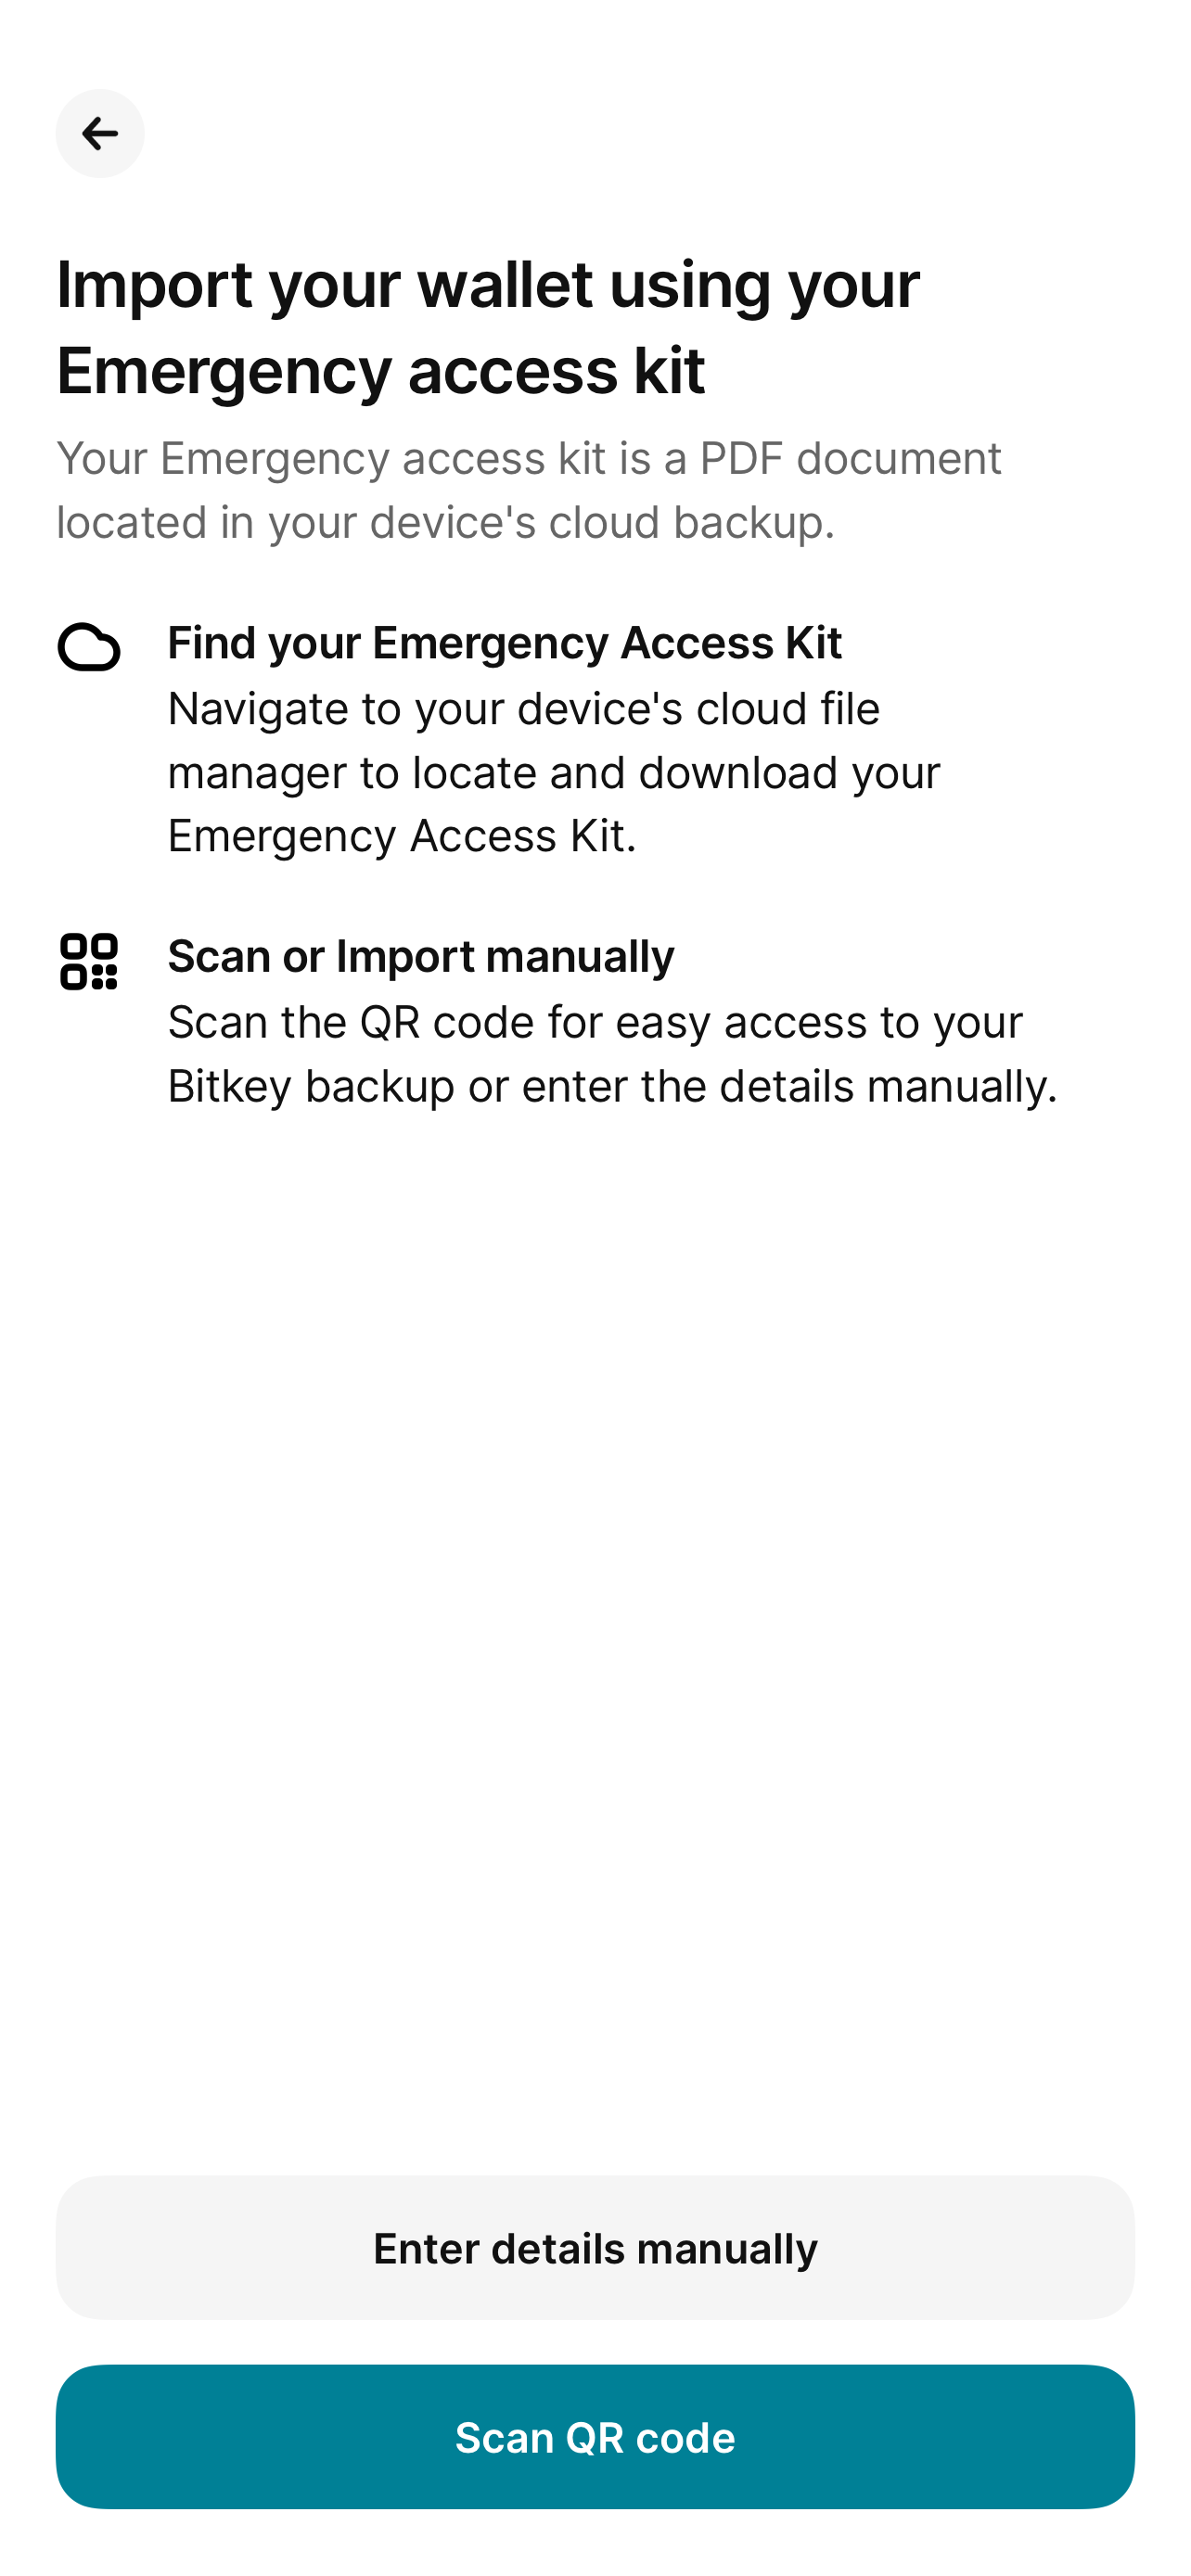 Import your wallet using your
Emergency access kit
Your Emergency access kit is a PDF document
located in your device's cloud backup.
Find your Emergency Access Kit
Navigate to your device's cloud file
manager to locate and download your
Emergency Access Kit.
Scan or Import manually
Scan the QR code for easy access to your
Bitkey backup or enter the details manually.
Enter details manually
Scan QR code